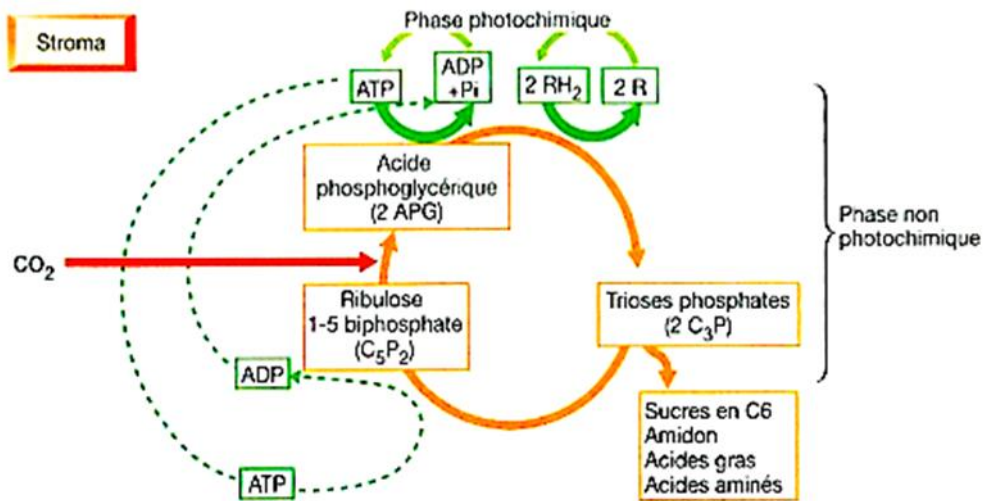 Phase photochimique
Stroma
ATP
ADP
+Pi
2 RH₂
2 R
Acide
phosphoglycérique
(2 APG)
Phase non
photochimique
CO₂
Ribulose
1-5 biphosphate
(C₅P₂)
Trioses phosphates
(2 C₃P)
ADP
Sucres en C6
Amidon
Acides gras
Acides aminés
ATP